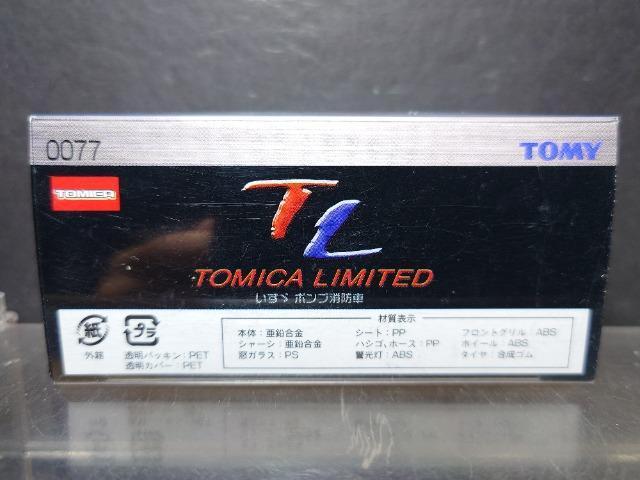 0077 TOMY
TOMICA
TL
TOMICA LIMITED
いすゞ ポンプ消防車
材質表示
紙 プラ
外箱 透明パッキン:PET
透明カバー:PET
本体:亜鉛合金 シート:PP フロントグリル:ABS
シャーシ:亜鉛合金 ハシゴ、ホース:PP ホイール:ABS
窓ガラス:PS 警光灯:ABS タイヤ:合成ゴム